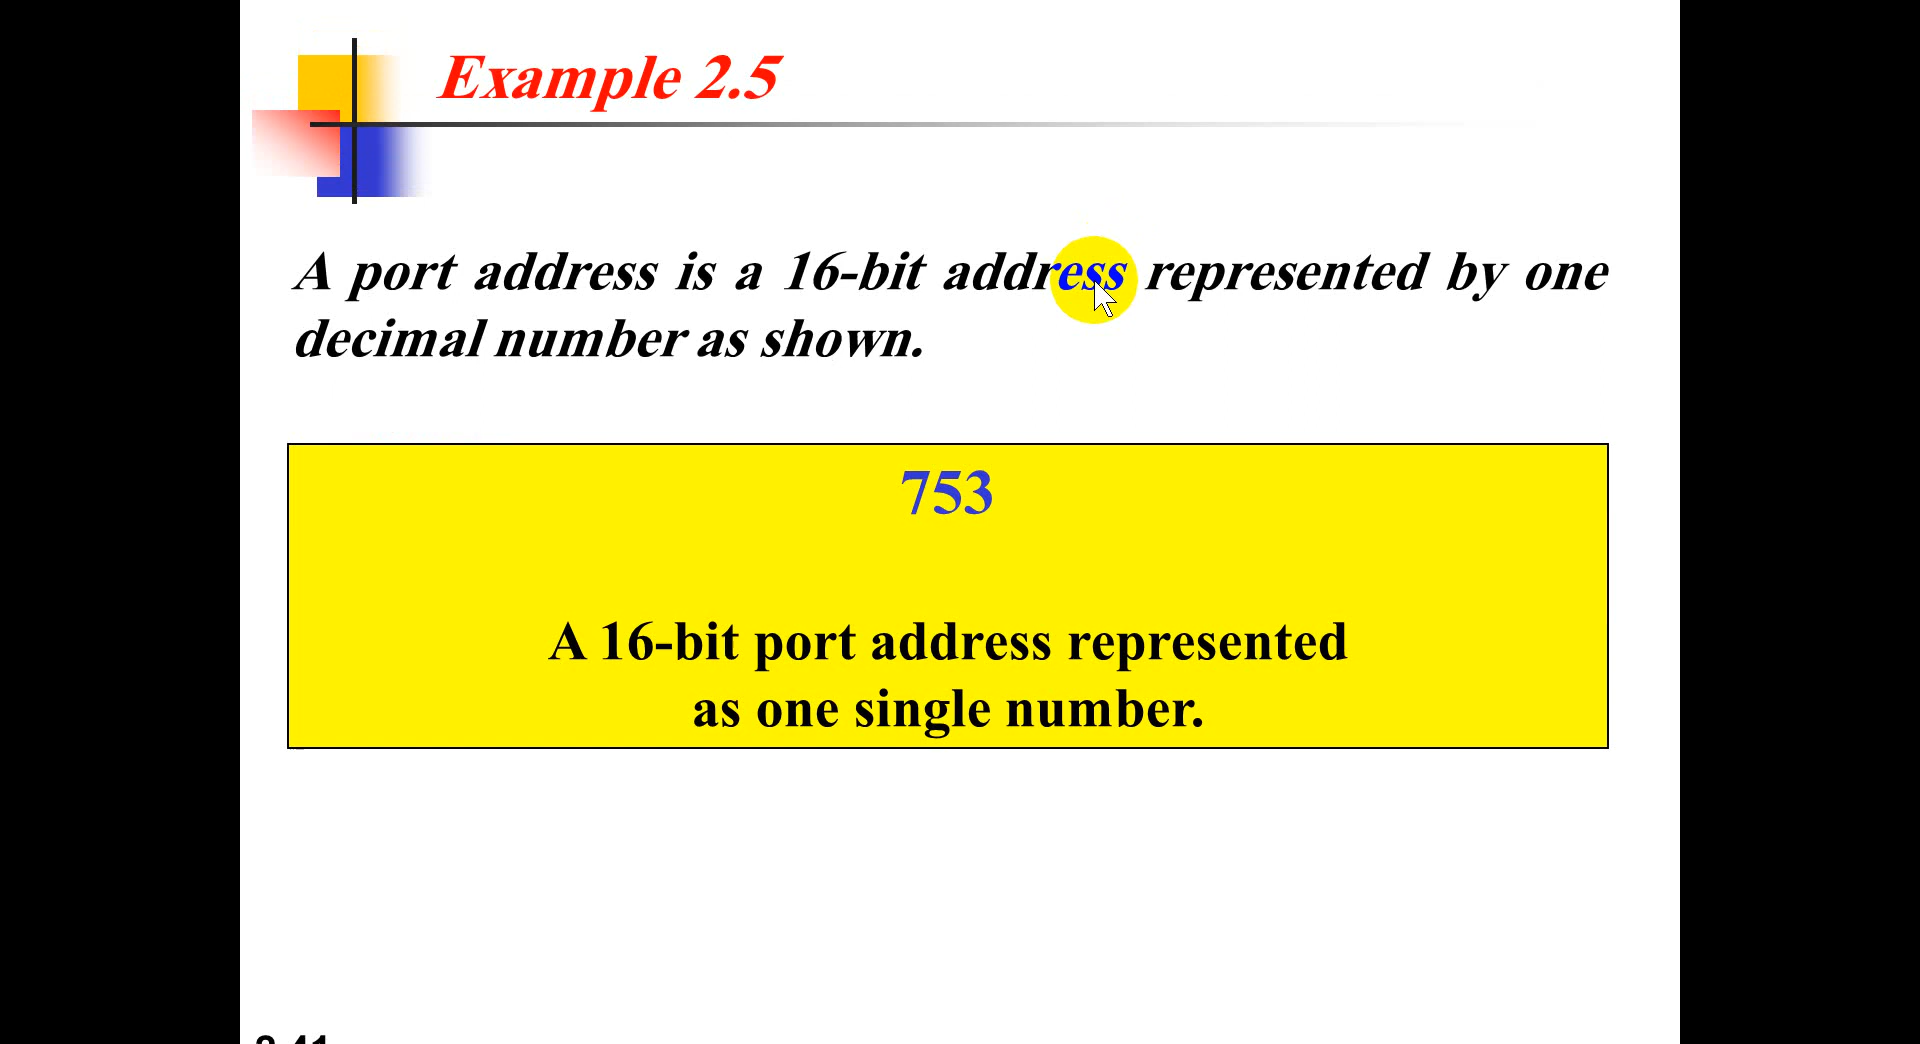 Example 2.5
A port address is a 16-bit address represented by one
decimal number as shown.
753
A 16-bit port address represented
as one single number.